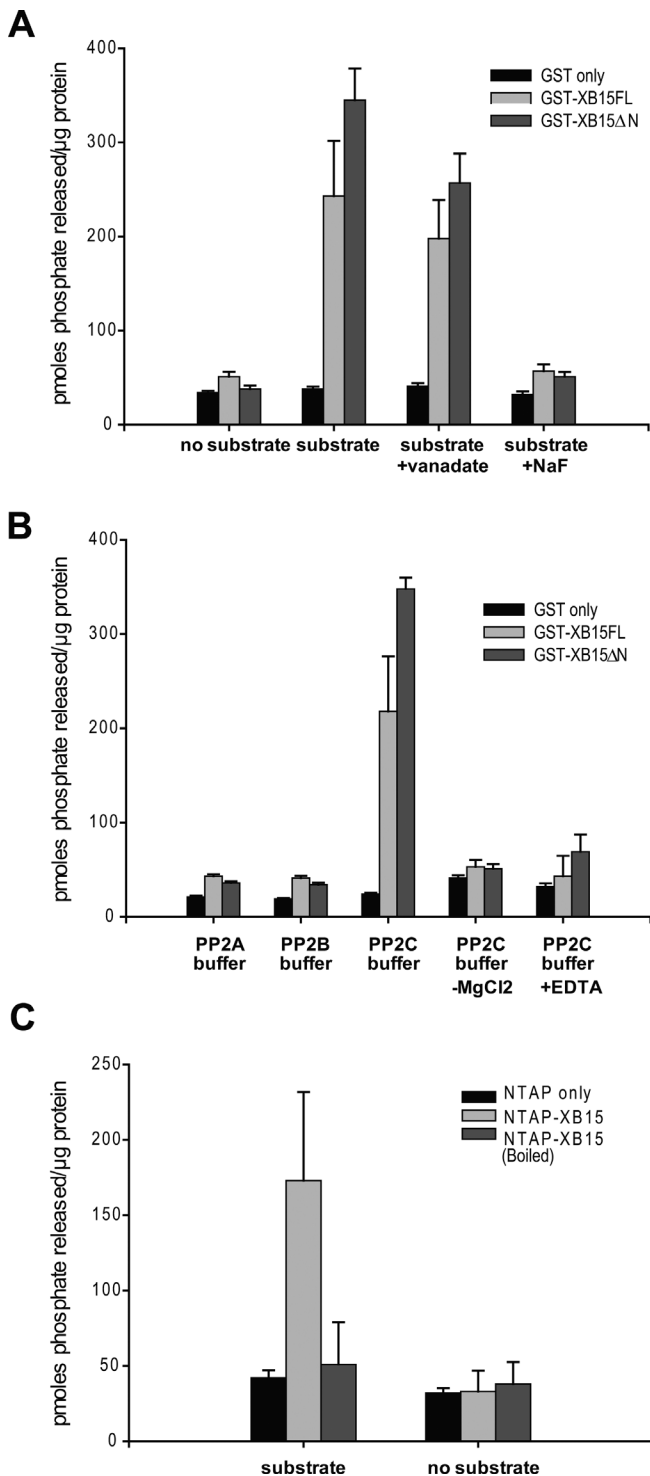 A
pmoles phosphate released/µg protein
400
300
200
100
0
GST only
GST-XB15FL
GST-XB15ΔN
no substrate
substrate
substrate
+vanadate
substrate
+NaF
B
pmoles phosphate released/µg protein
400
300
200
100
0
GST only
GST-XB15FL
GST-XB15ΔN
PP2A
buffer
PP2B
buffer
PP2C
buffer
PP2C
buffer
-MgCl2
PP2C
buffer
+EDTA
C
pmoles phosphate released/µg protein
250
200
150
100
50
0
NTAP only
NTAP-XB15
NTAP-XB15
(Boiled)
substrate
no substrate